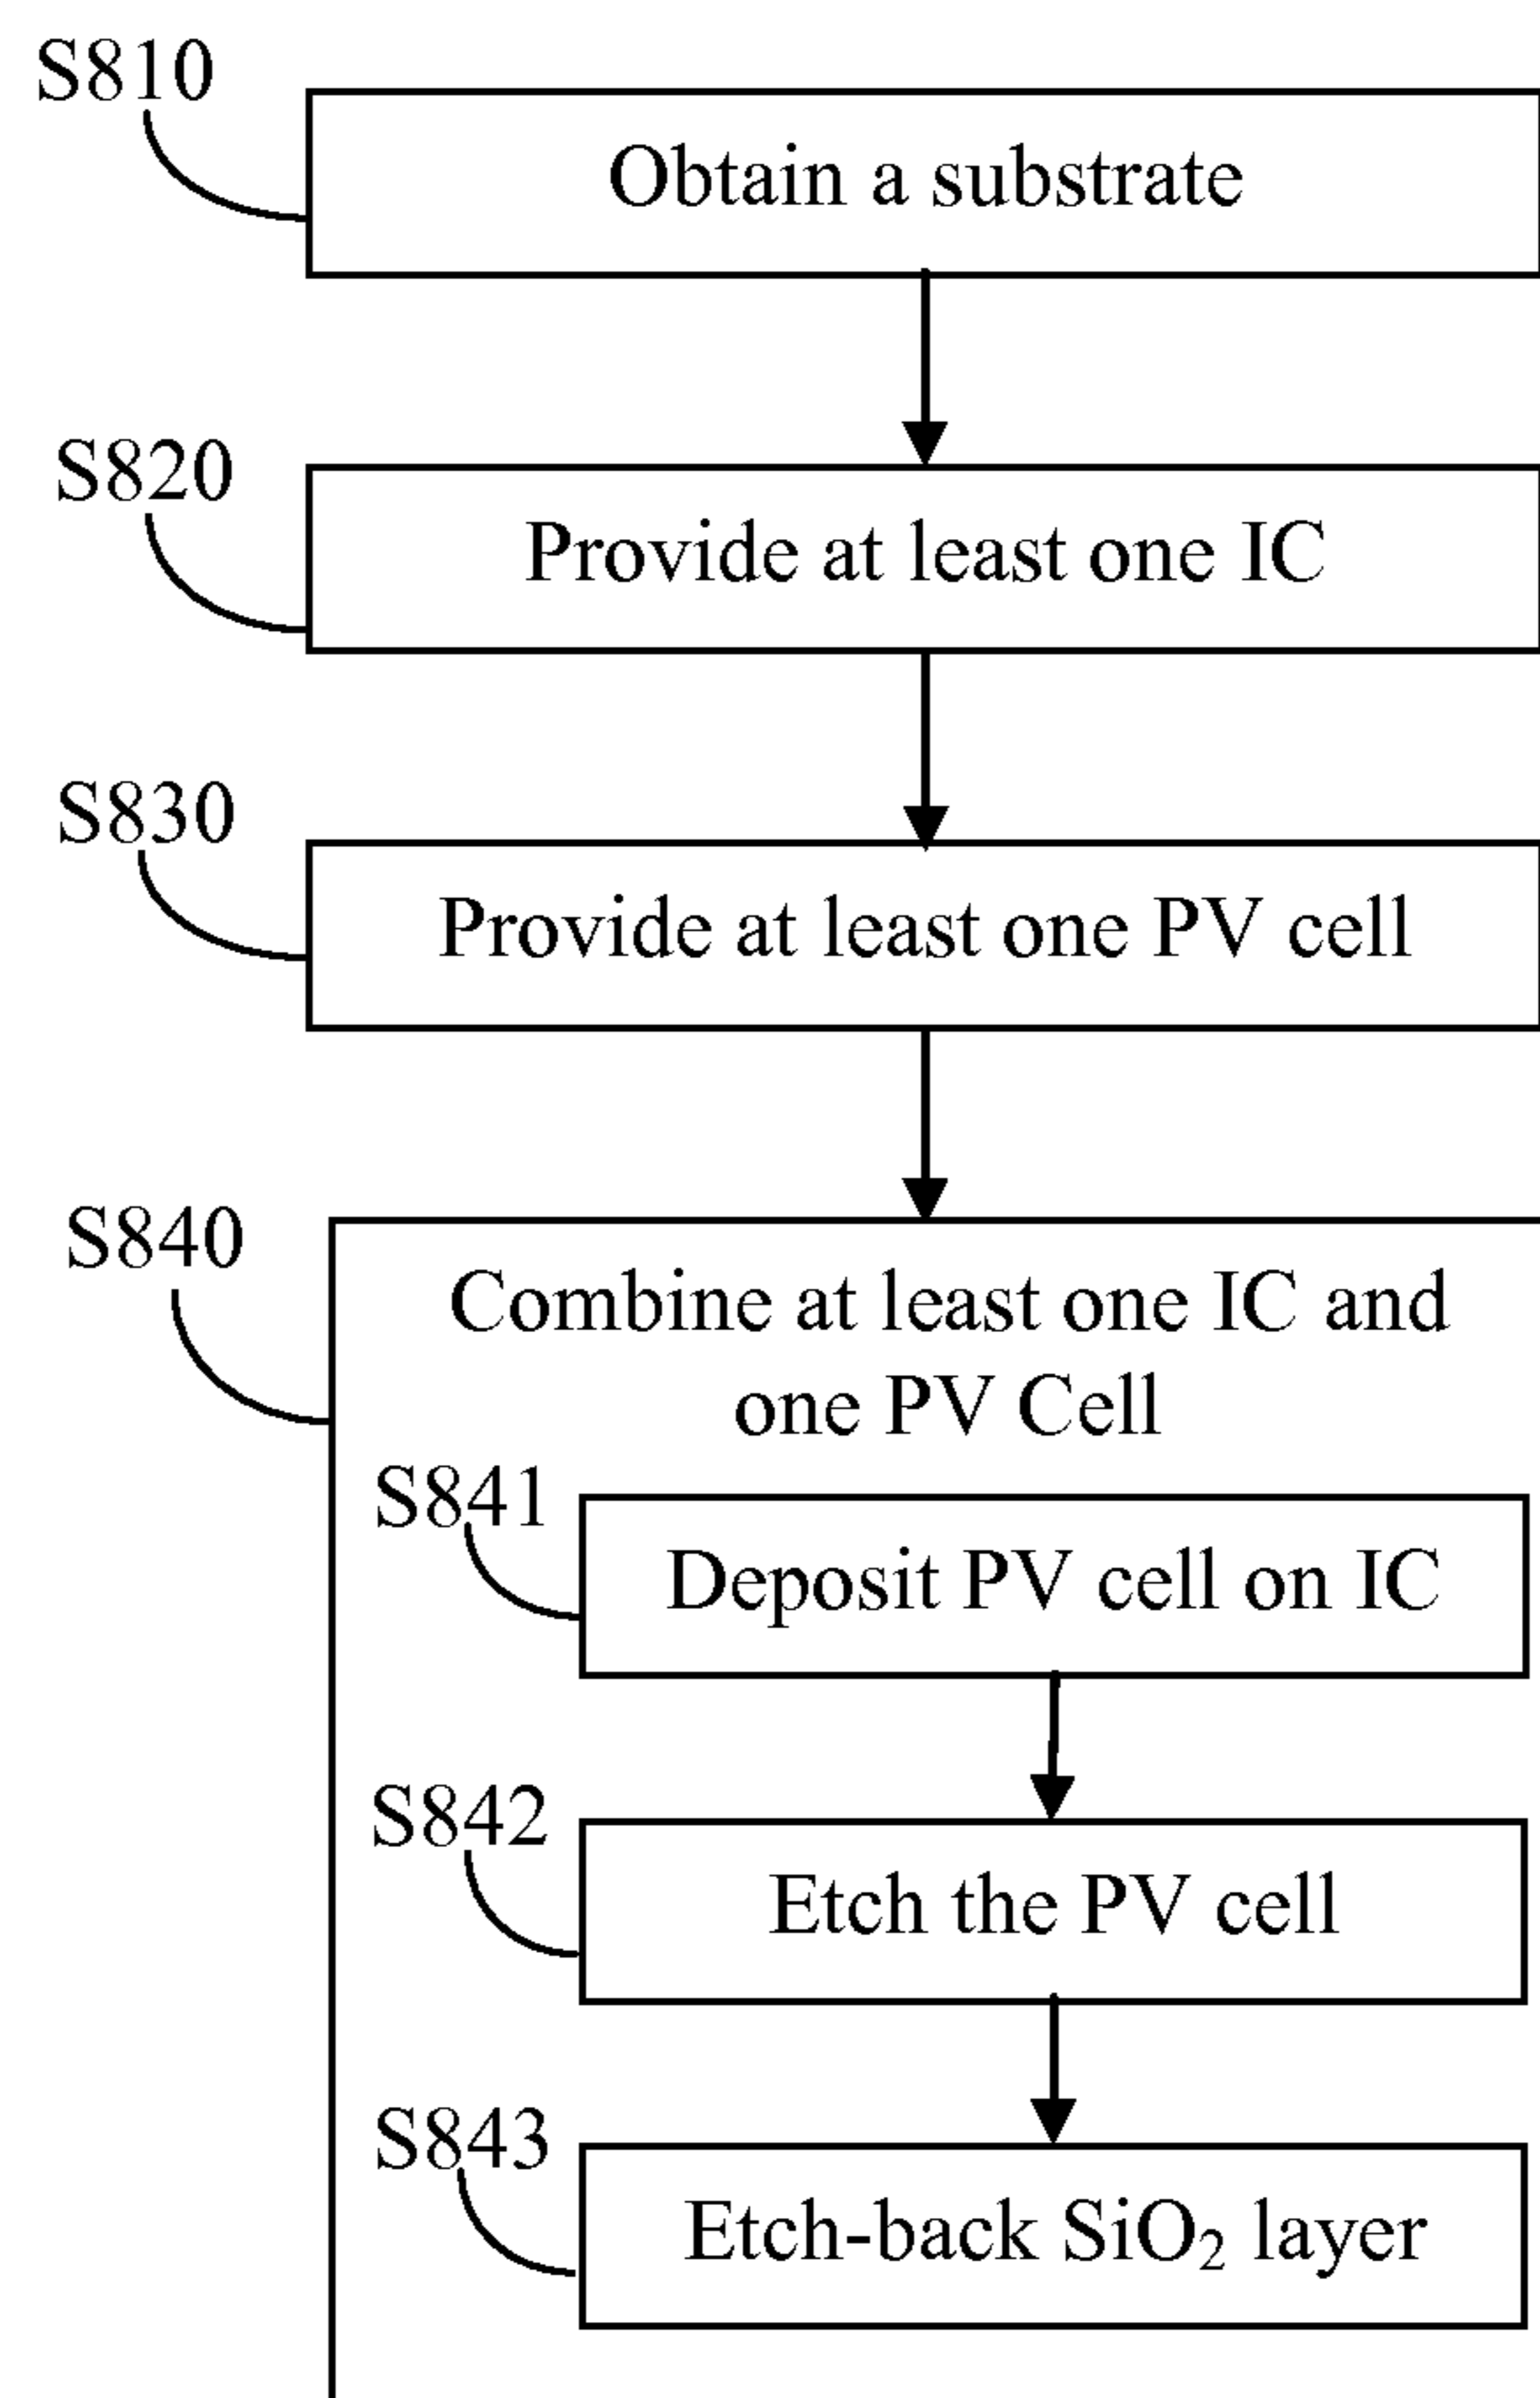 S810
Obtain a substrate
S820
Provide at least one IC
S830
Provide at least one PV cell
S840
Combine at least one IC and
one PV Cell
S841
Deposit PV cell on IC
S842
Etch the PV cell
S843
Etch-back SiO₂ layer